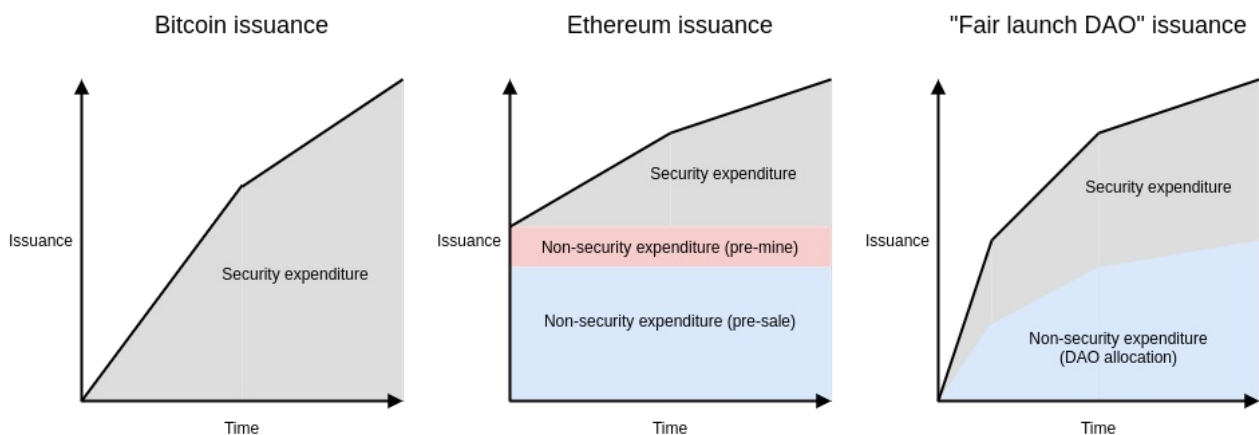 Bitcoin issuance
Issuance
Security expenditure
Time
Ethereum issuance
Issuance
Security expenditure
Non-security expenditure (pre-mine)
Non-security expenditure (pre-sale)
Time
"Fair launch DAO" issuance
Issuance
Security expenditure
Non-security expenditure
(DAO allocation)
Time